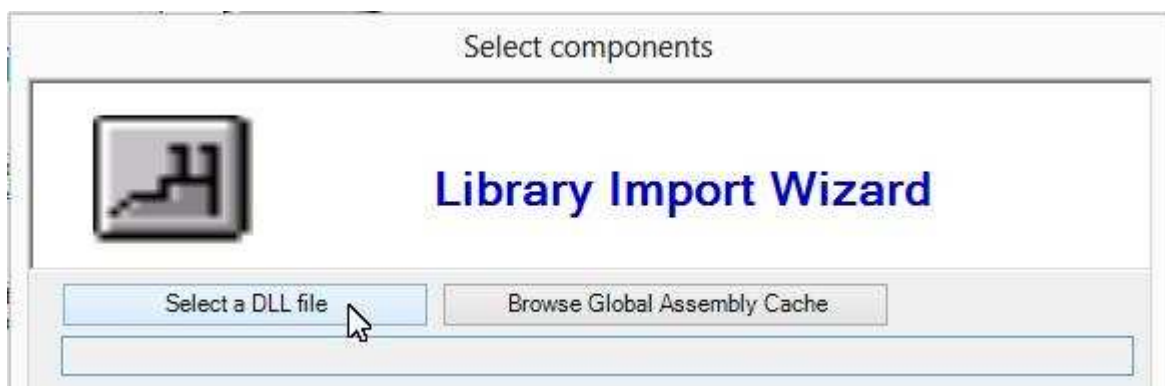 Select components
Library Import Wizard
Select a DLL file
Browse Global Assembly Cache